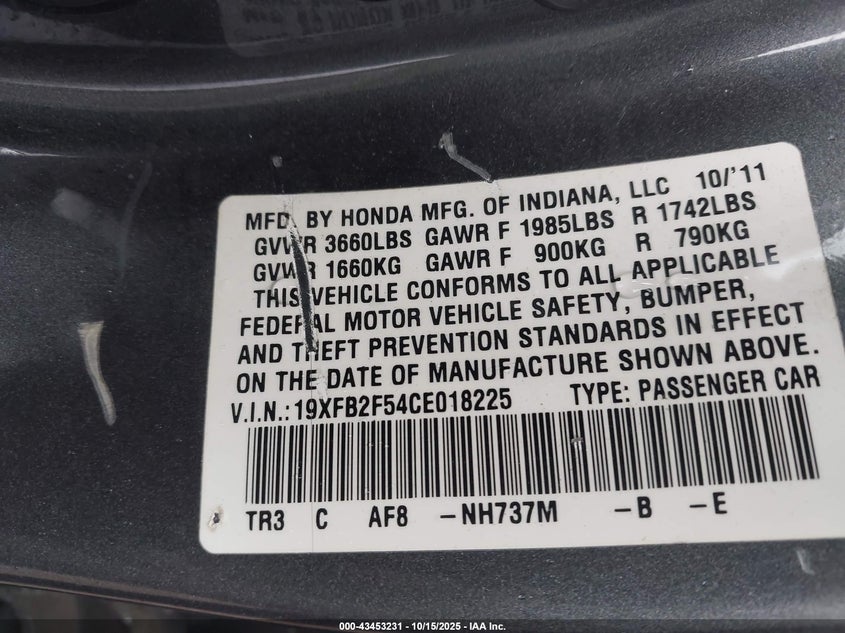 MFD. BY HONDA MFG. OF INDIANA, LLC 10/'11
GVWR 3660LBS GAWR F 1985LBS R 1742LBS
GVWR 1660KG GAWR F 900KG R 790KG
THIS VEHICLE CONFORMS TO ALL APPLICABLE
FEDERAL MOTOR VEHICLE SAFETY, BUMPER,
AND THEFT PREVENTION STANDARDS IN EFFECT
ON THE DATE OF MANUFACTURE SHOWN ABOVE.
V.I.N.:19XFB2F54CE018225 TYPE: PASSENGER CAR
TR3 C AF8 -NH737M -B -E
000-43453231 - 10/15/2025 - IAA Inc.